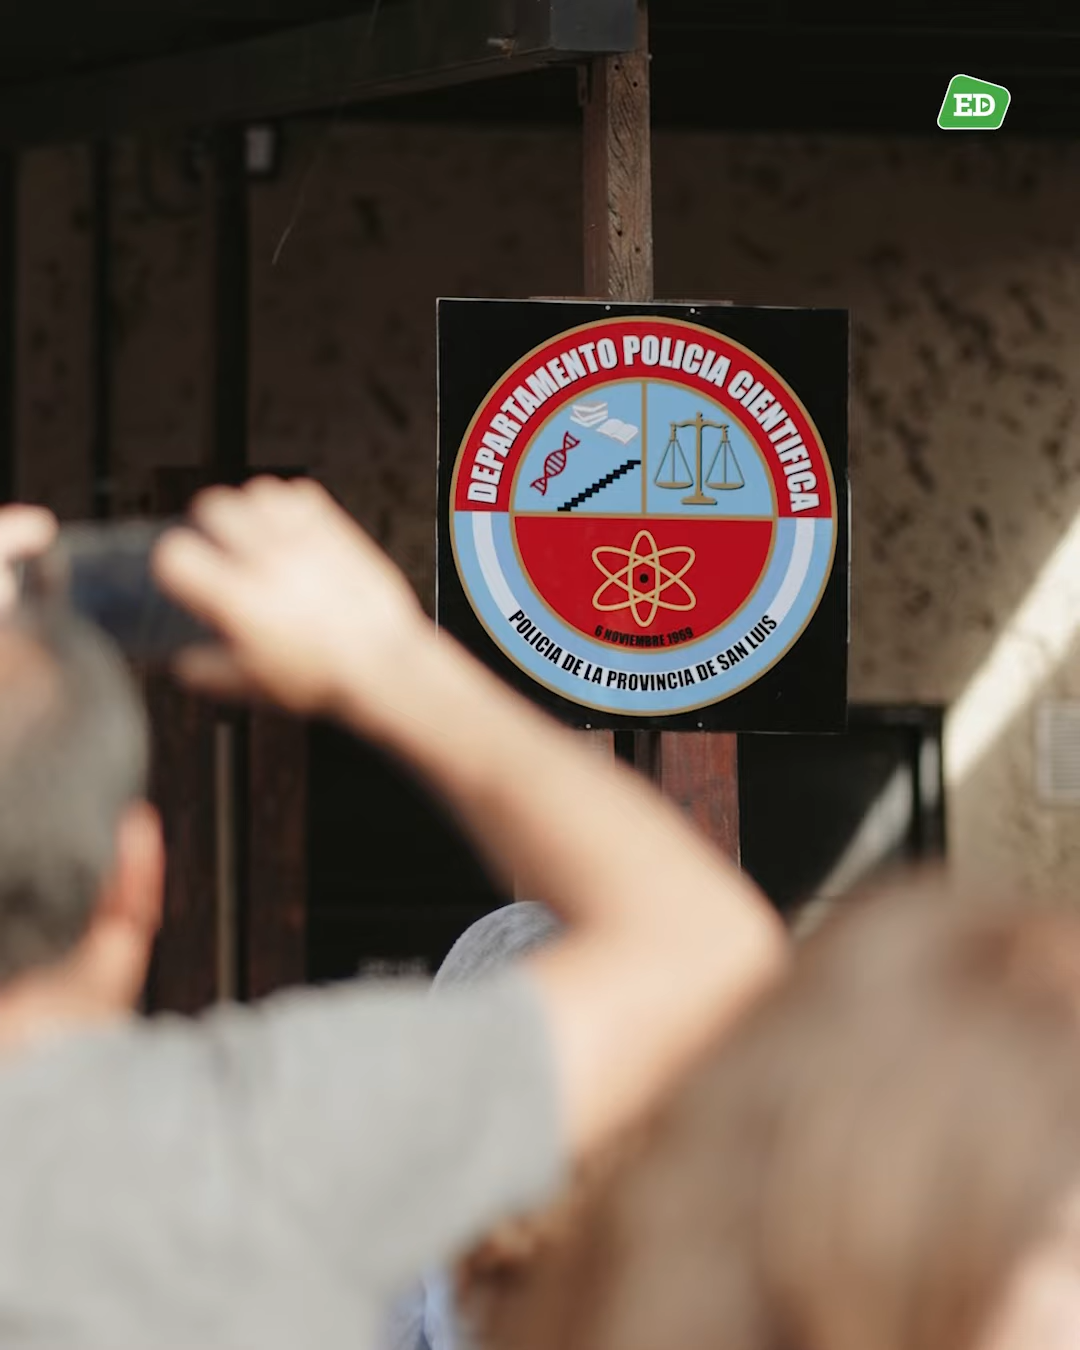 ED
DEPARTAMENTO POLICIA CIENTIFICA
6 NOVIEMBRE 1969
POLICIA DE LA PROVINCIA DE SAN LUIS